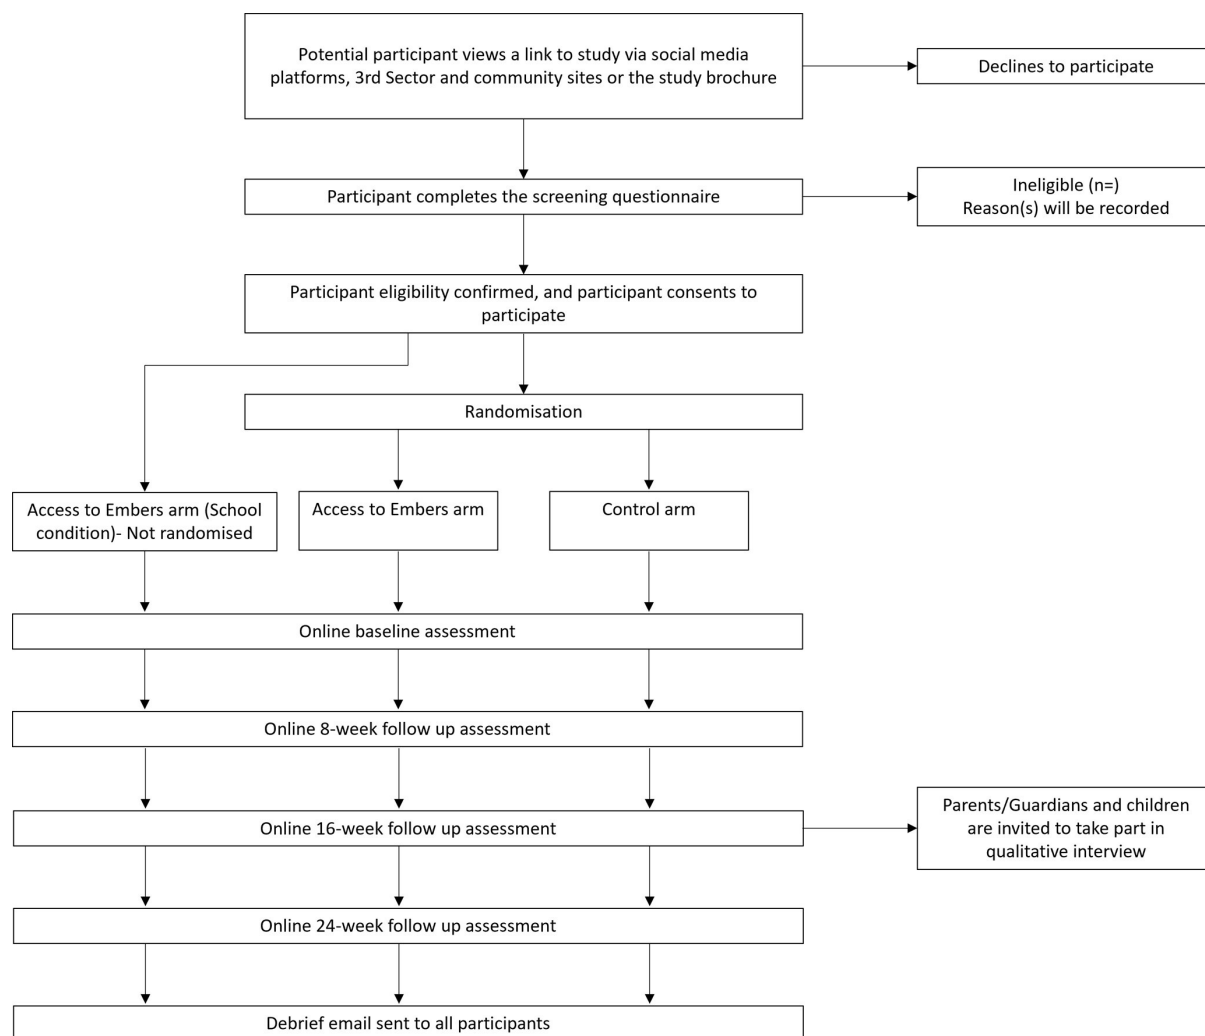 Potential participant views a link to study via social media
platforms, 3rd Sector and community sites or the study brochure
Declines to participate
Participant completes the screening questionnaire
Ineligible (n=)
Reason(s) will be recorded
Participant eligibility confirmed, and participant consents to
participate
Randomisation
Access to Embers arm (School
condition)- Not randomised
Access to Embers arm
Control arm
Online baseline assessment
Online 8-week follow up assessment
Online 16-week follow up assessment
Parents/Guardians and children
are invited to take part in
qualitative interview
Online 24-week follow up assessment
Debrief email sent to all participants